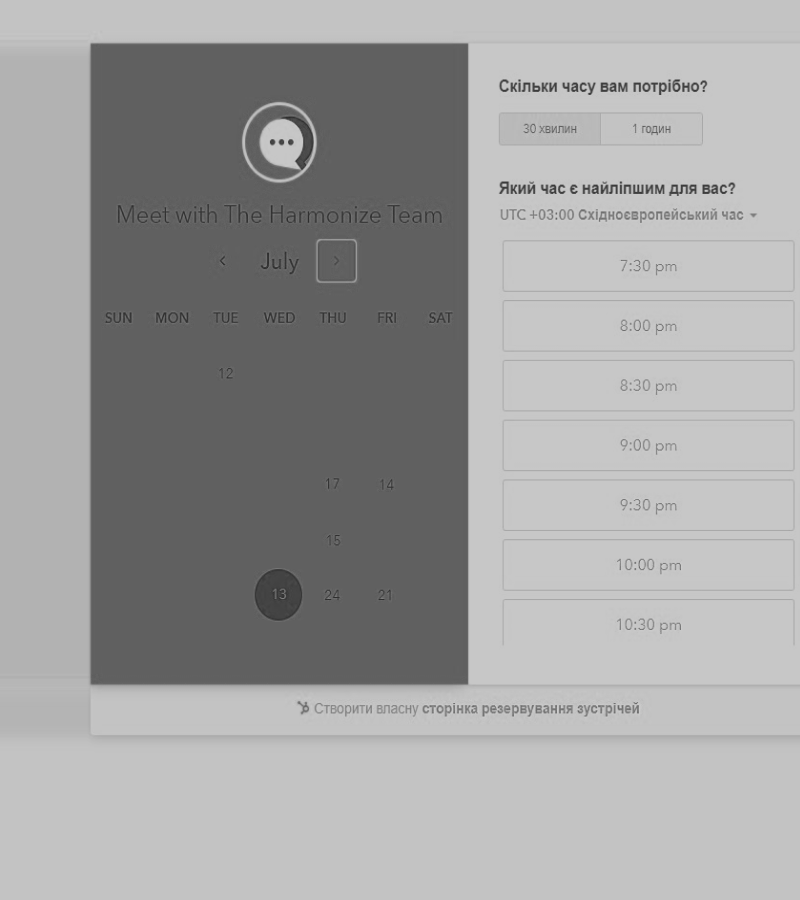 Meet with The Harmonize Team
July
SUN MON TUE WED THU FRI SAT
12
17 14
15
13 24 21
Скільки часу вам потрібно?
30 хвилин 1 годин
Який час є найліпшим для вас?
UTC +03:00 Східноєвропейський час
7:30 pm
8:00 pm
8:30 pm
9:00 pm
9:30 pm
10:00 pm
10:30 pm
Створити власну сторінка резервування зустрічей